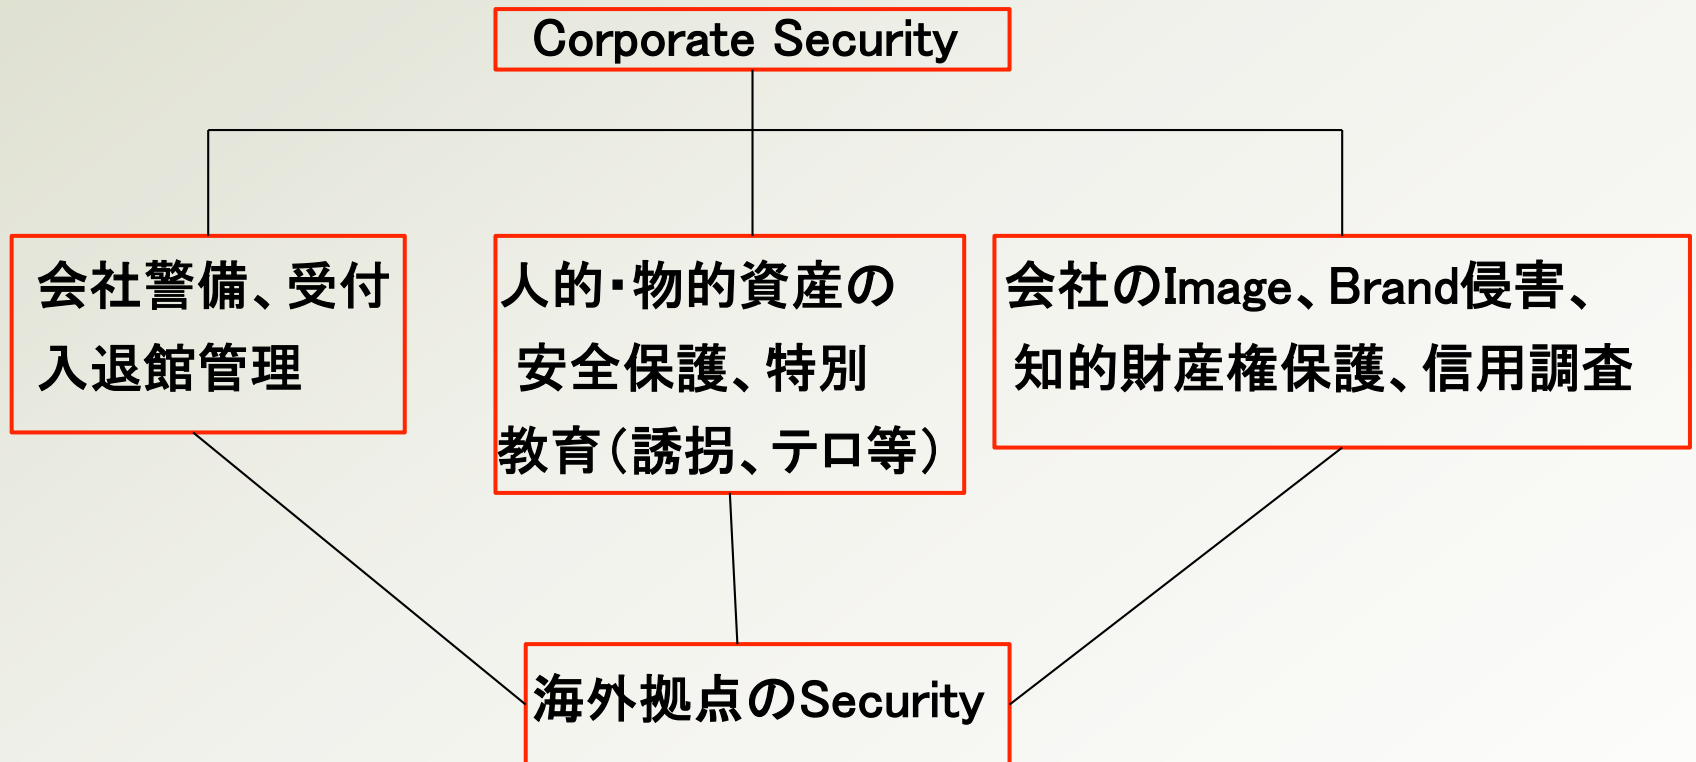 Corporate Security
会社警備、受付
入退館管理
人的・物的資産の
安全保護、特別
教育（誘拐、テロ等）
会社のImage、Brand侵害、
知的財産権保護、信用調査
海外拠点のSecurity